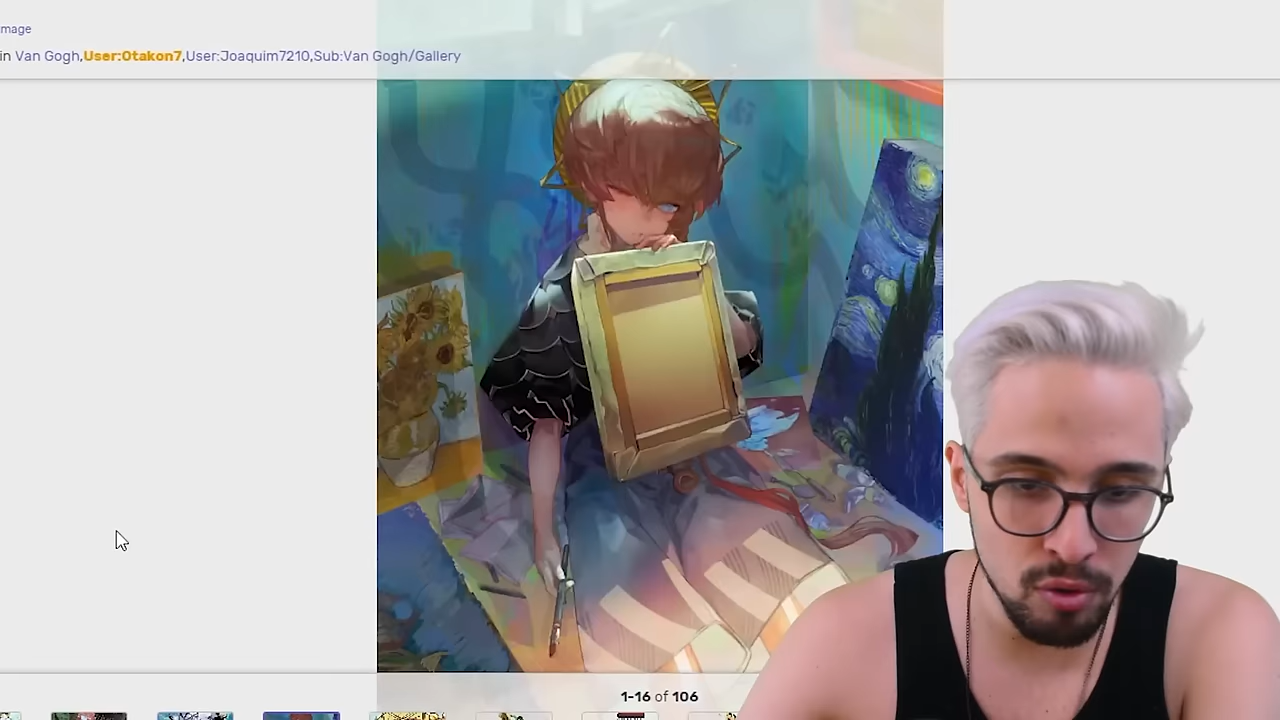 mage
in Van Gogh,User:Otakon7,User:Joaquim7210,Sub:Van Gogh/Gallery
1-16 of 106